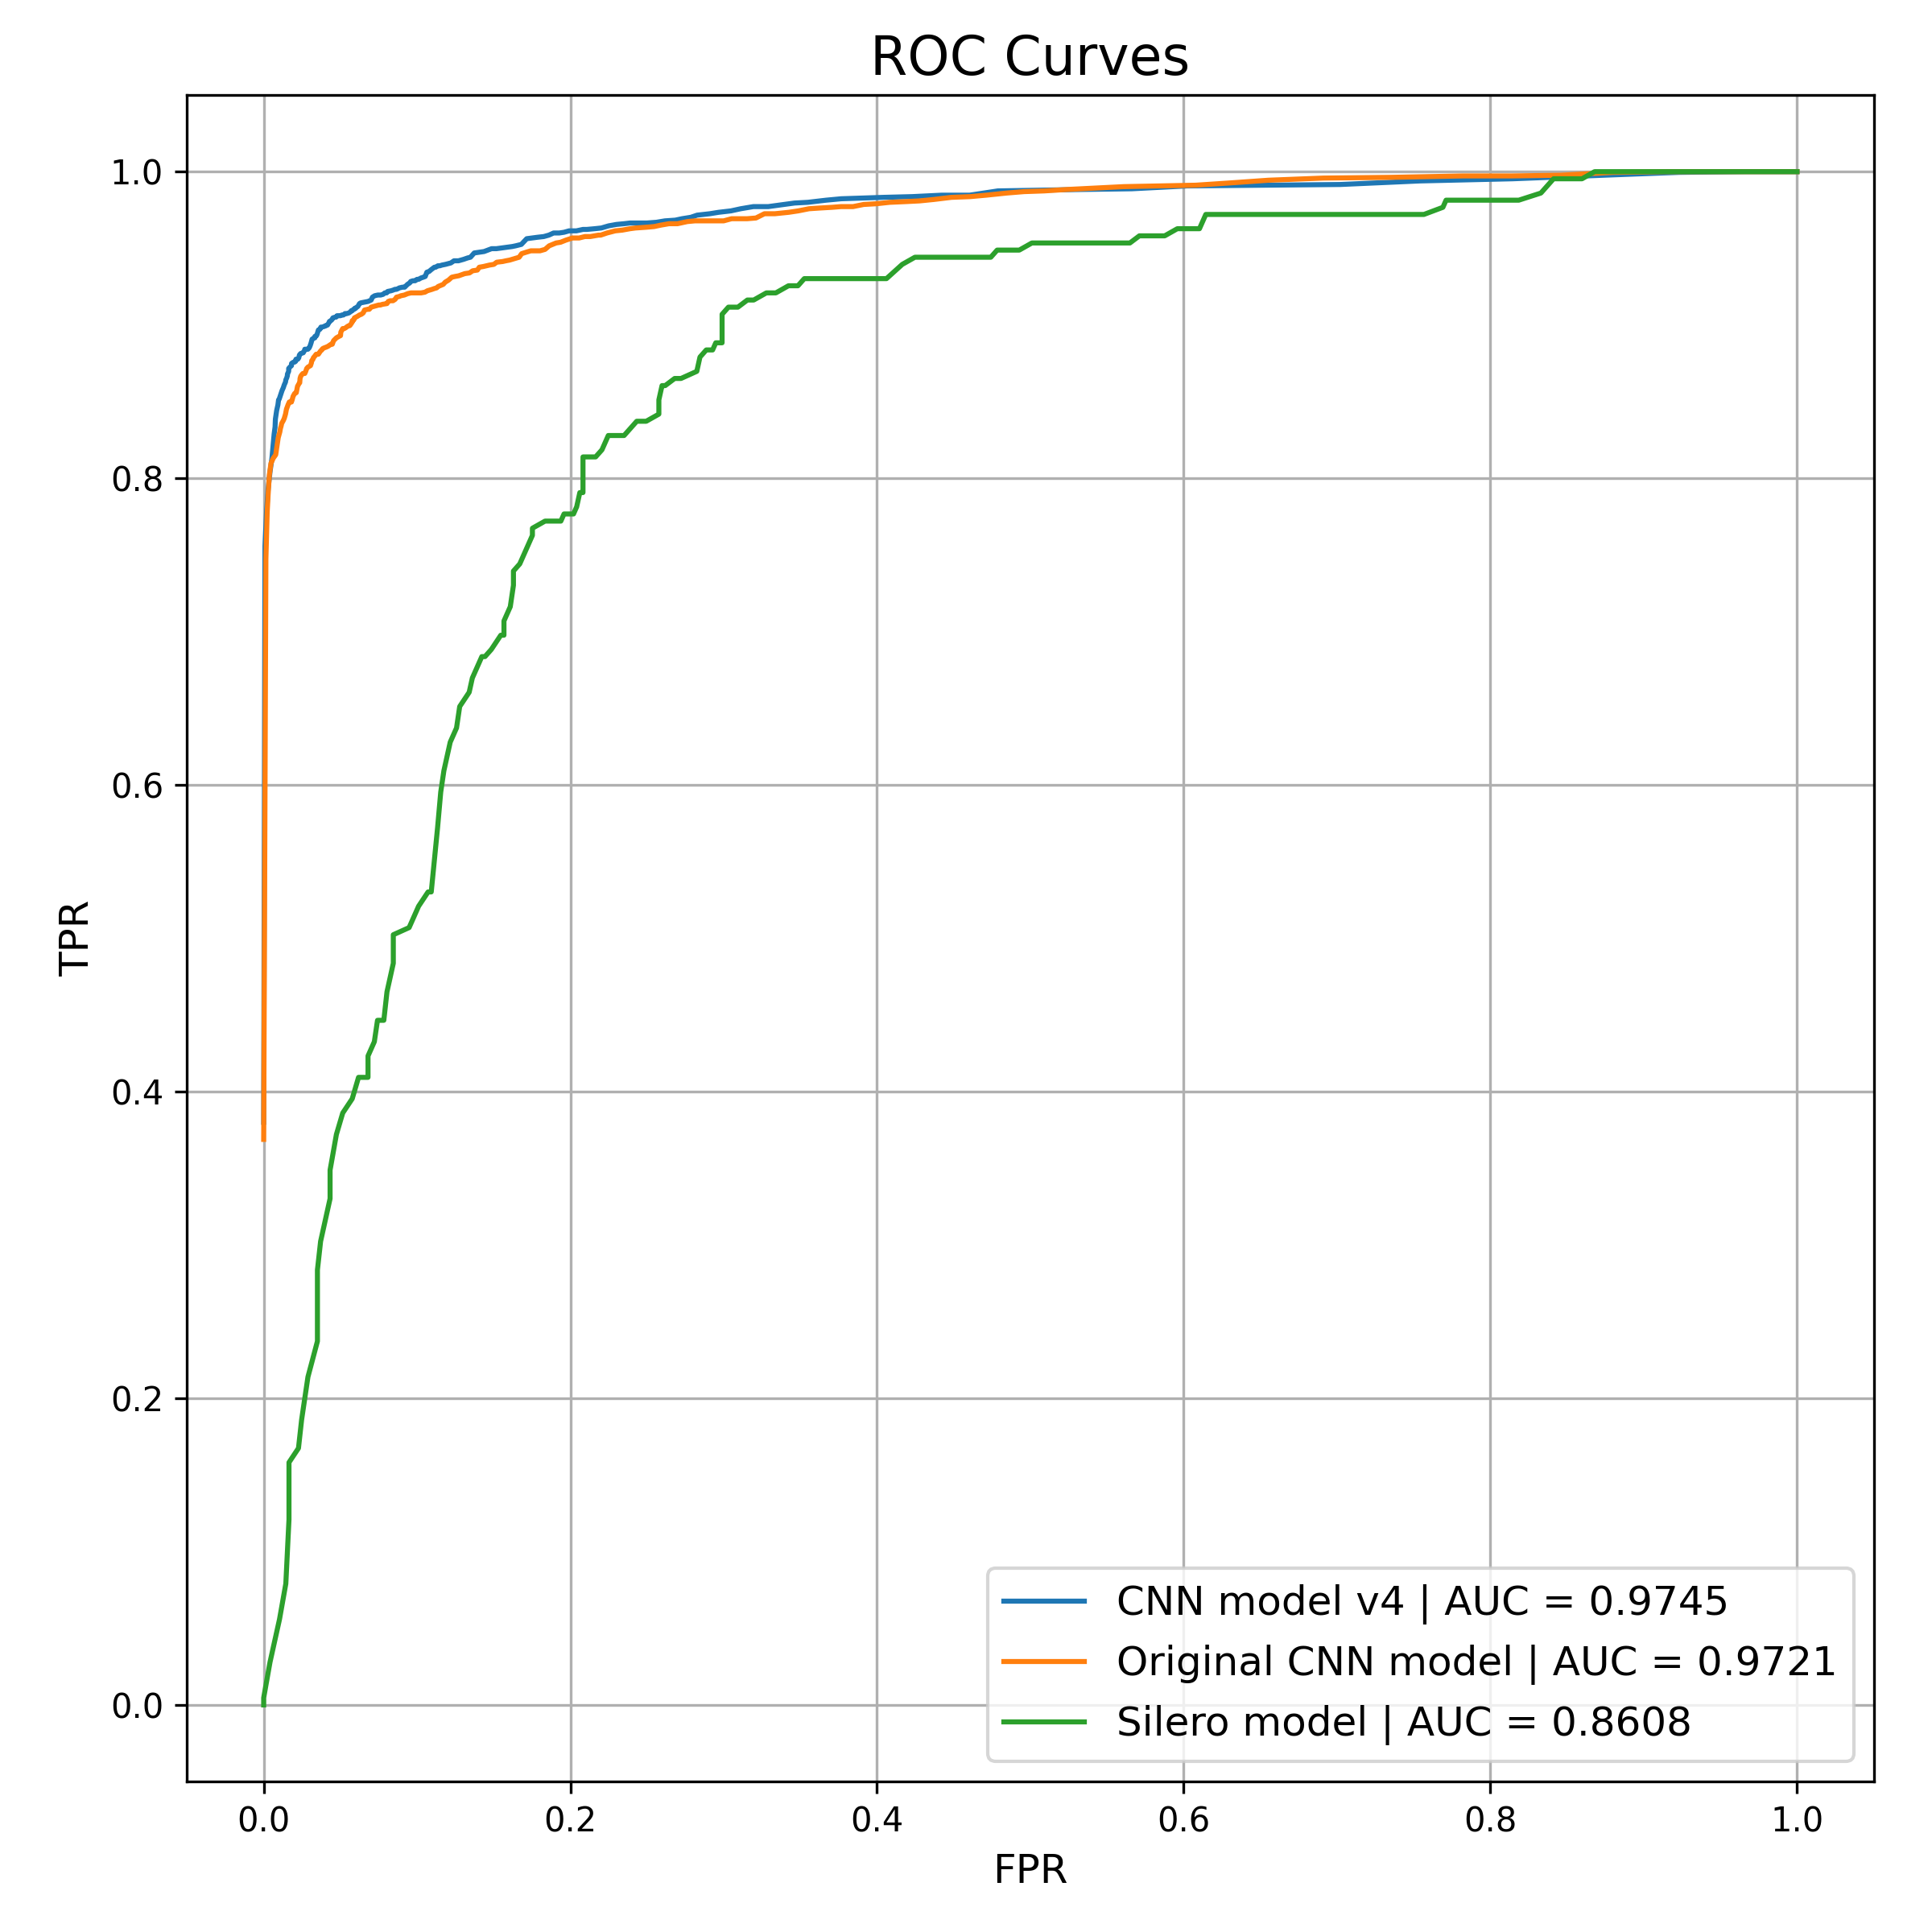 ROC Curves
1.0
0.8
0.6
0.4
0.2
0.0
TPR
CNN model v4 | AUC = 0.9745
Original CNN model | AUC = 0.9721
Silero model | AUC = 0.8608
0.0 0.2 0.4 0.6 0.8 1.0
FPR